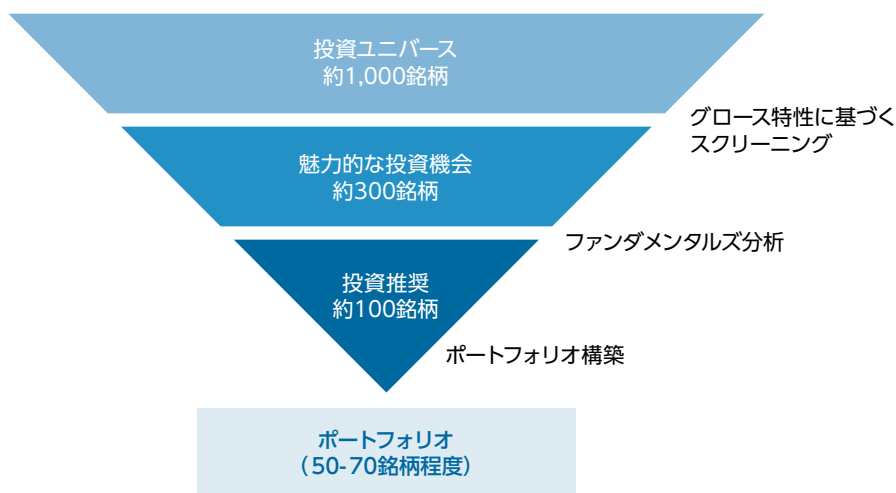 投資ユニバース
約1,000銘柄
グロース特性に基づく
スクリーニング
魅力的な投資機会
約300銘柄
ファンダメンタルズ分析
投資推奨
約100銘柄
ポートフォリオ構築
ポートフォリオ
（50-70銘柄程度）